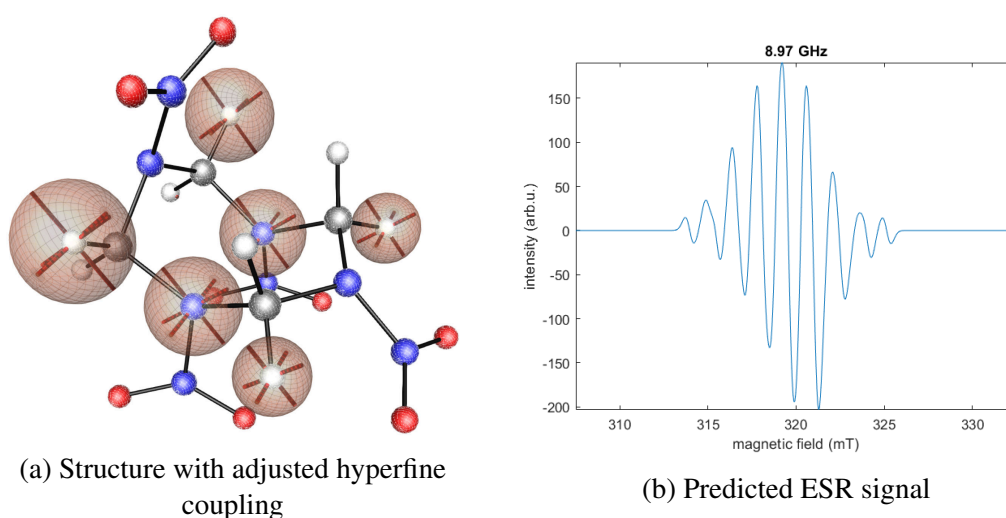 8.97 GHz
150
100
50
0
-50
-100
-150
-200
intensity (arb.u.)
310
315
320
325
330
magnetic field (mT)
(a) Structure with adjusted hyperfine
coupling
(b) Predicted ESR signal